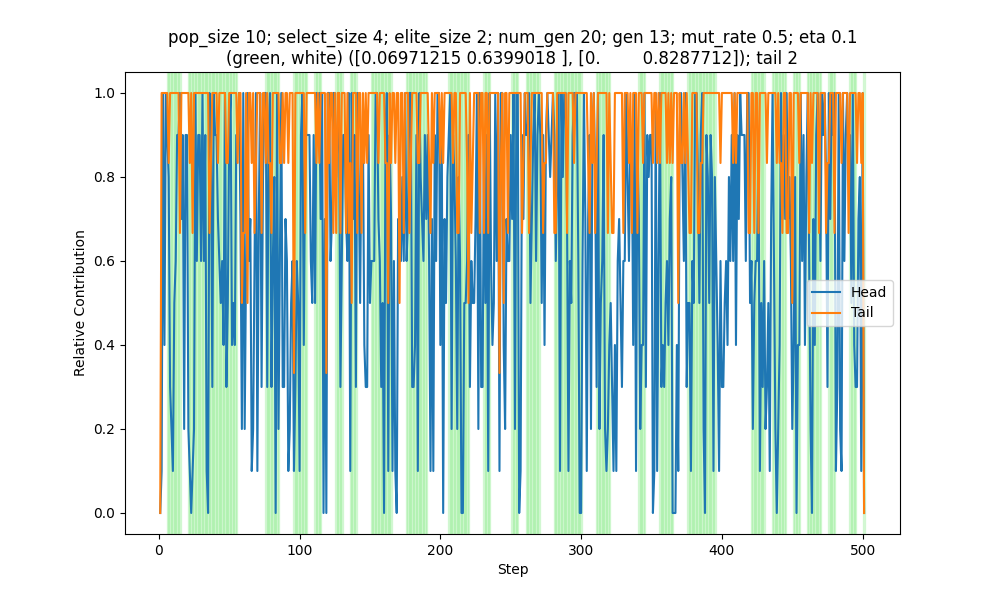 pop_size 10; select_size 4; elite_size 2; num_gen 20; gen 13; mut_rate 0.5; eta 0.1
(green, white) ([0.06971215 0.6399018 ], [0.        0.8287712]); tail 2
1.0
0.8
0.6
0.4
0.2
0.0
Relative Contribution
Head
Tail
0 100 200 300 400 500
Step